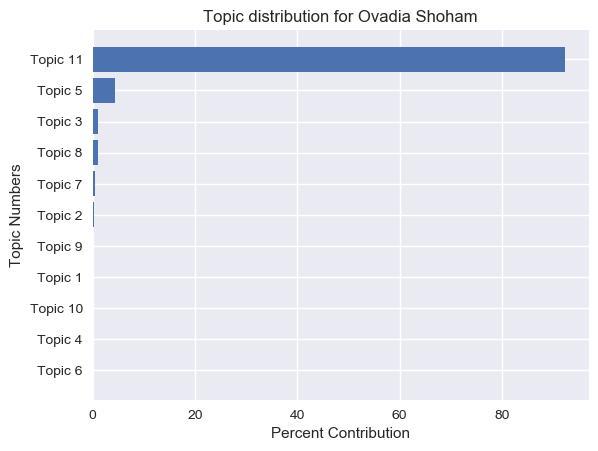 Topic distribution for Ovadia Shoham
Topic 11
Topic 5
Topic 3
Topic 8
Topic 7
Topic 2
Topic 9
Topic 1
Topic 10
Topic 4
Topic 6
Topic Numbers
0 20 40 60 80
Percent Contribution